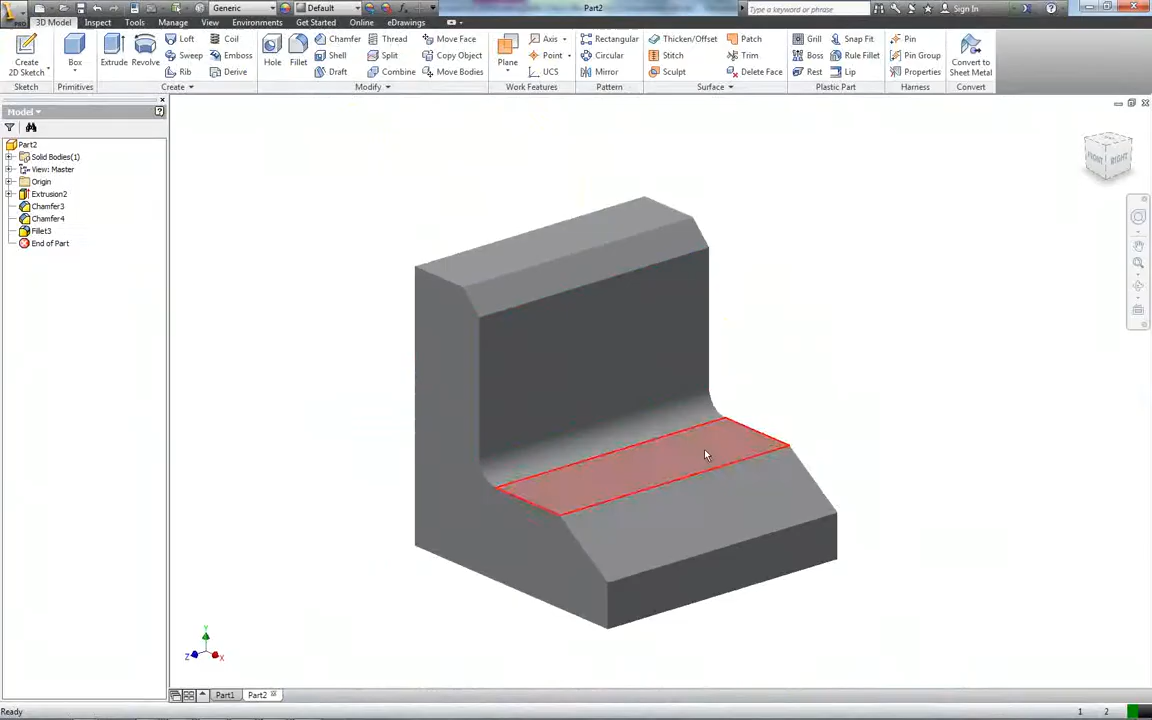 Generic
Default
Part2
Type a keyword or phrase
Sign In
PRO
3D Model
Inspect
Tools
Manage
View
Environments
Get Started
Online
eDrawings
Create
2D Sketch
Sketch
Box
Primitives
Extrude
Revolve
Loft
Sweep
Rib
Coil
Emboss
Derive
Create
Hole
Fillet
Chamfer
Shell
Draft
Thread
Split
Combine
Move Face
Copy Object
Move Bodies
Modify
Plane
Axis
Point
UCS
Work Features
Rectangular
Circular
Mirror
Pattern
Thicken/Offset
Stitch
Sculpt
Patch
Trim
Delete Face
Surface
Grill
Boss
Rest
Snap Fit
Rule Fillet
Lip
Plastic Part
Pin
Pin Group
Properties
Harness
Convert to
Sheet Metal
Convert
Model
Part2
Solid Bodies(1)
View: Master
Origin
Extrusion2
Chamfer3
Chamfer4
Fillet3
End of Part
FRONT
RIGHT
Y
Z
X
Part1
Part2
Ready
1
2